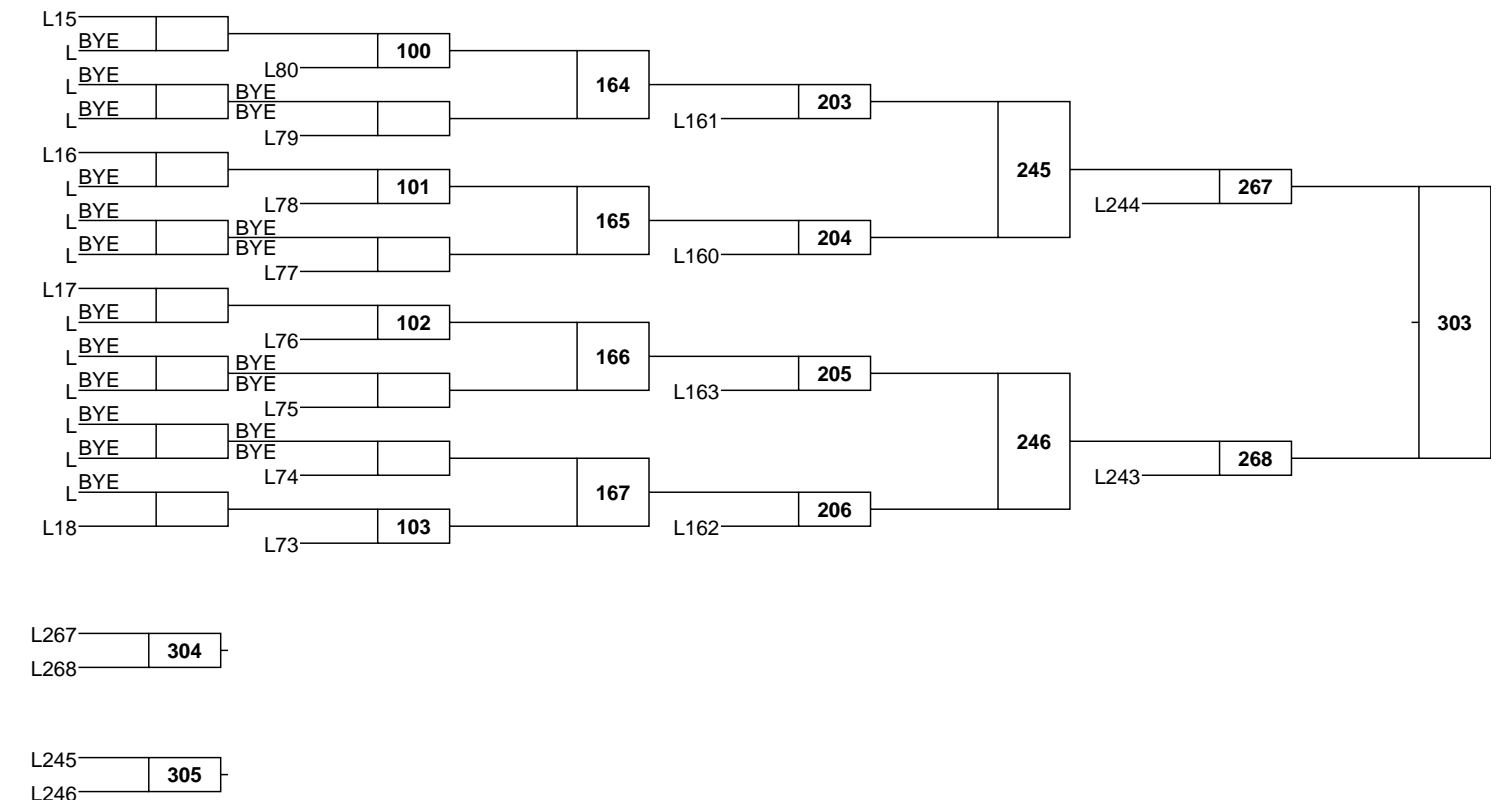 L15
BYE
L
100
L80
BYE
L
164
BYE
BYE
L
BYE
203
L79
L161
L16
BYE
L
101
245
267
L78
L244
BYE
L
165
BYE
BYE
L
BYE
204
L77
L160
L17
BYE
L
102
303
L76
BYE
L
166
BYE
BYE
L
BYE
205
L75
L163
BYE
L
BYE
BYE
L
BYE
246
268
L74
L243
BYE
L
167
206
L18
103
L162
L73
L267
304
L268
L245
305
L246